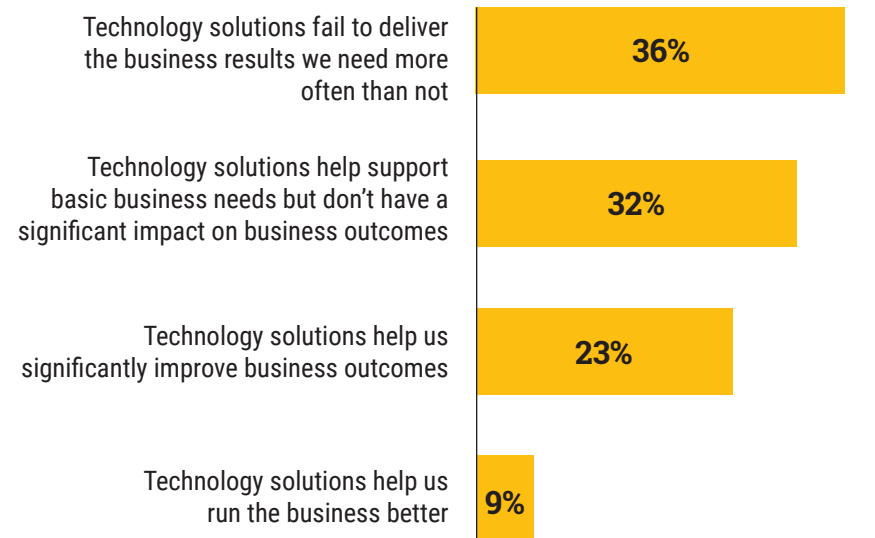 Technology solutions fail to deliver
the business results we need more
often than not
36%
Technology solutions help support
basic business needs but don’t have a
significant impact on business outcomes
32%
Technology solutions help us
significantly improve business outcomes
23%
Technology solutions help us
run the business better
9%